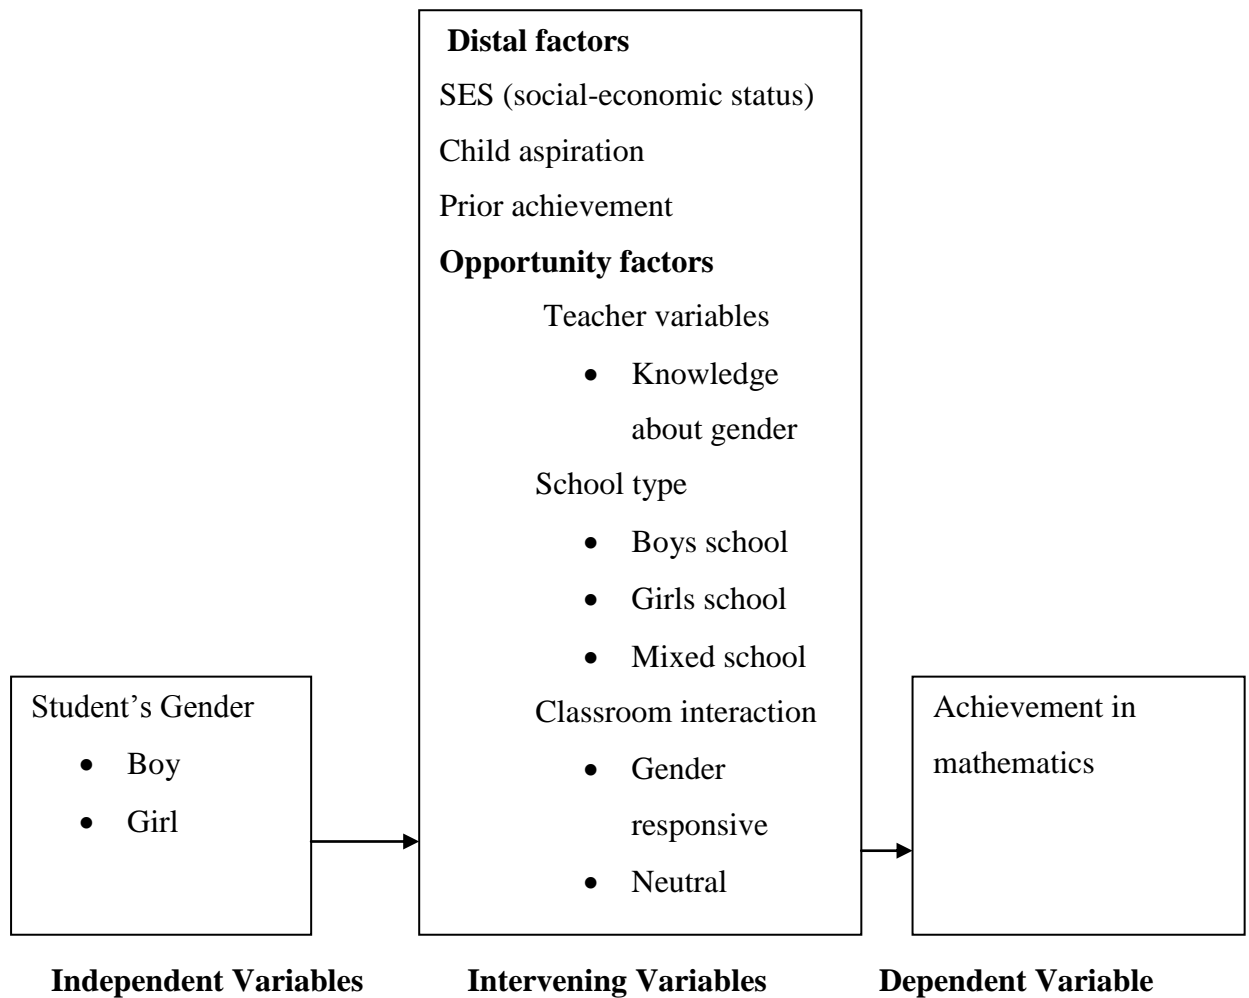 Distal factors
SES (social-economic status)
Child aspiration
Prior achievement
Opportunity factors
Teacher variables
• Knowledge
about gender
School type
• Boys school
• Girls school
• Mixed school
Classroom interaction
• Gender
responsive
• Neutral
Student’s Gender
• Boy
• Girl
Achievement in
mathematics
Independent Variables
Intervening Variables
Dependent Variable